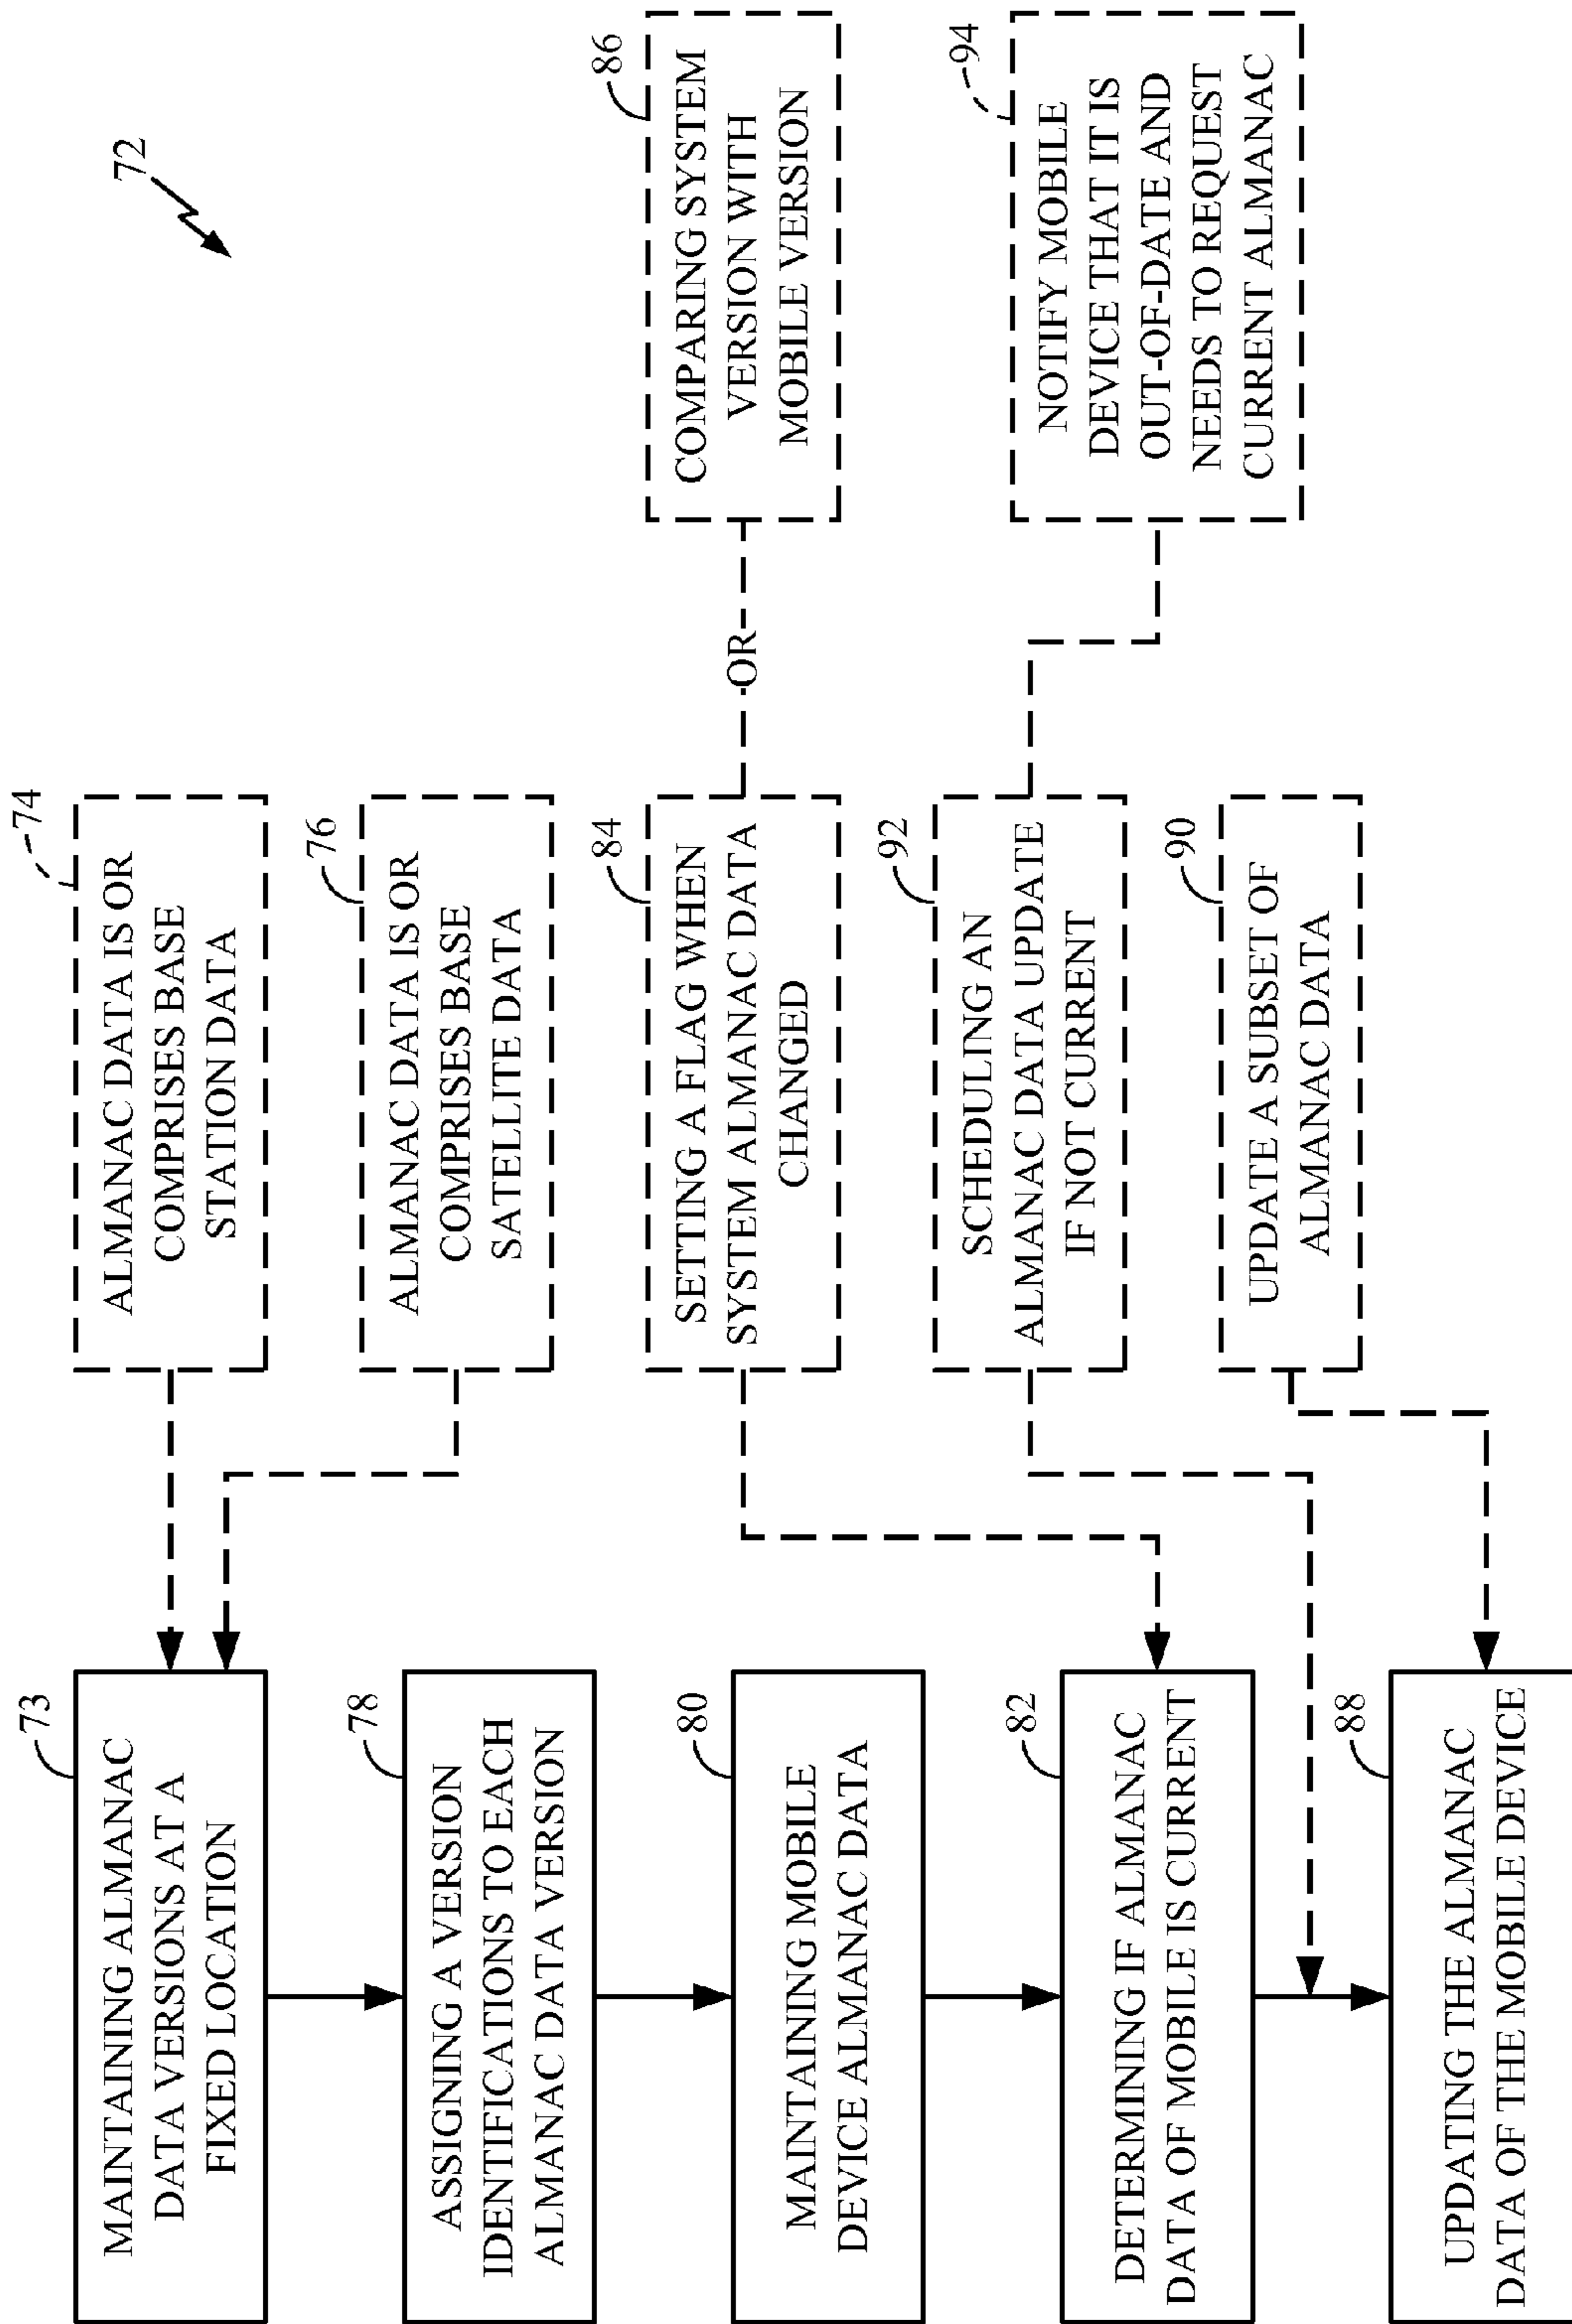 72
73
MAINTAINING ALMANAC
DATA VERSIONS AT A
FIXED LOCATION
74
ALMANAC DATA IS OR
COMPRISES BASE
STATION DATA
76
ALMANAC DATA IS OR
COMPRISES BASE
SATELLITE DATA
78
ASSIGNING A VERSION
IDENTIFICATIONS TO EACH
ALMANAC DATA VERSION
80
MAINTAINING MOBILE
DEVICE ALMANAC DATA
84
SETTING A FLAG WHEN
SYSTEM ALMANAC DATA
CHANGED
OR
86
COMPARING SYSTEM
VERSION WITH
MOBILE VERSION
82
DETERMINING IF ALMANAC
DATA OF MOBILE IS CURRENT
92
SCHEDULING AN
ALMANAC DATA UPDATE
IF NOT CURRENT
94
NOTIFY MOBILE
DEVICE THAT IT IS
OUT-OF-DATE AND
NEEDS TO REQUEST
CURRENT ALMANAC
88
UPDATING THE ALMANAC
DATA OF THE MOBILE DEVICE
90
UPDATE A SUBSET OF
ALMANAC DATA